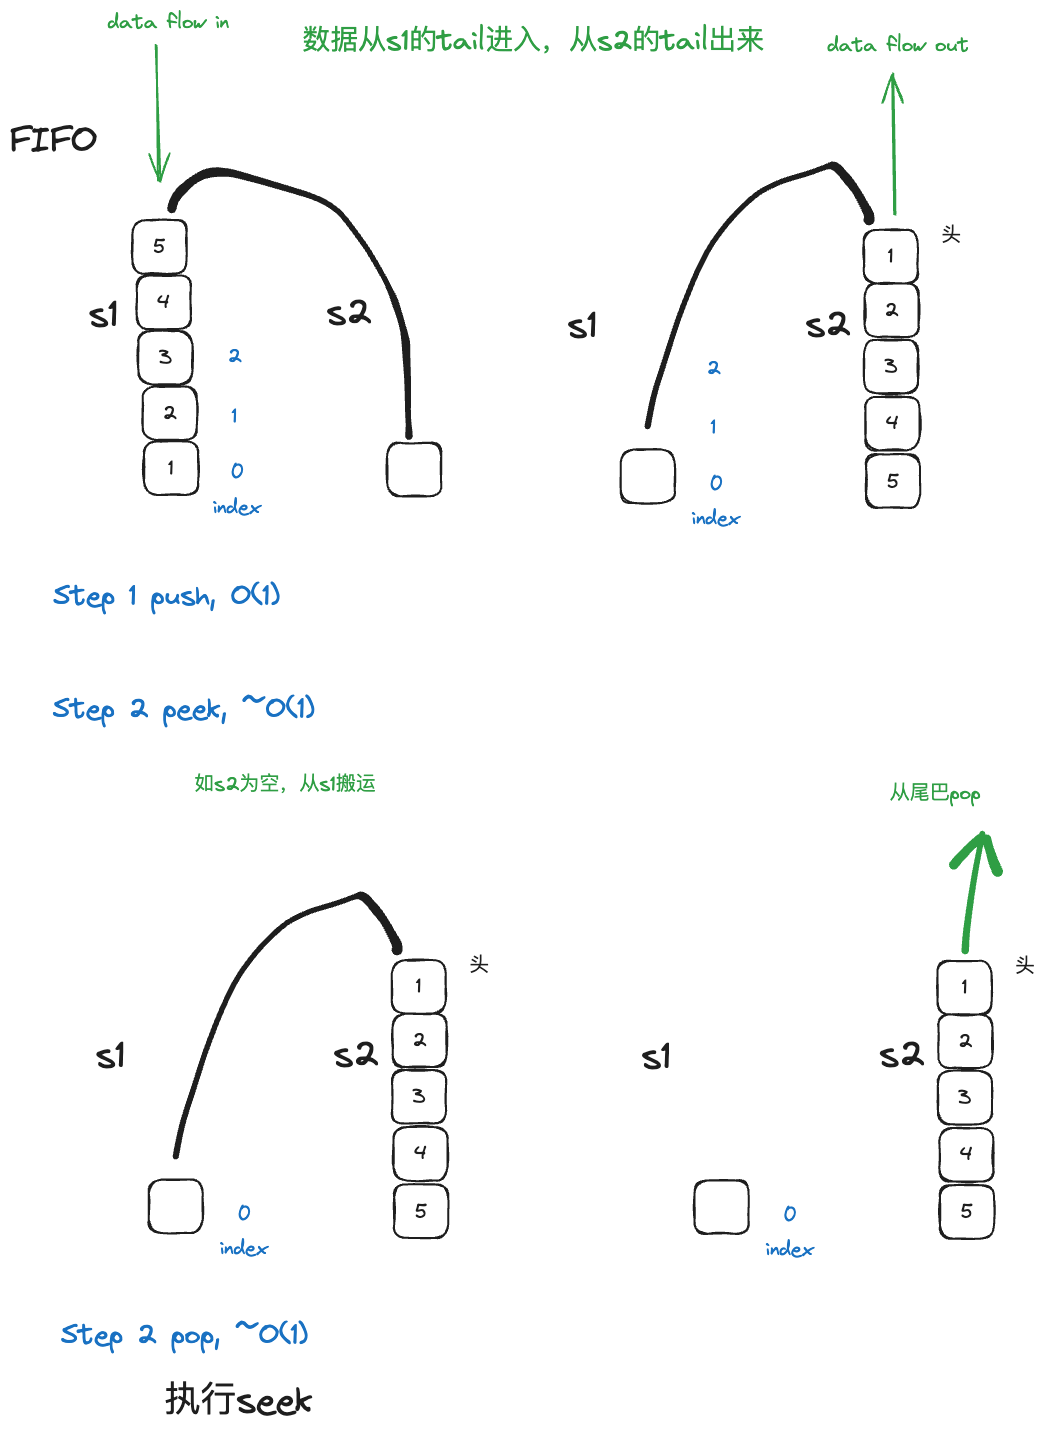 data flow in
数据从s1的tail进入，从s2的tail出来
data flow out
FIFO
5
4
3
2
1
s1
2
1
0
index
s2
s1
2
1
0
index
s2
头
1
2
3
4
5
Step 1 push, O(1)
Step 2 peek, ~O(1)
如s2为空，从s1搬运
从尾巴pop
s1
0
index
s2
头
1
2
3
4
5
s1
0
index
s2
头
1
2
3
4
5
Step 2 pop, ~O(1)
执行seek